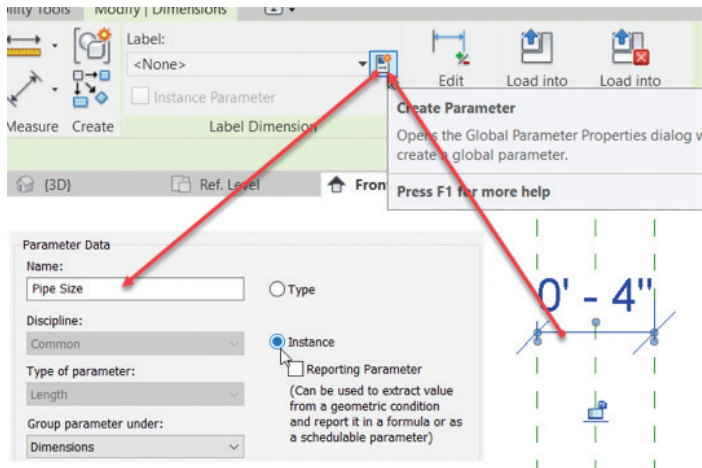 Modify | Dimensions
Label:
<None>
Instance Parameter
Measure
Create
Label Dimension
Edit
Load into
Load into
Create Parameter
Opens the Global Parameter Properties dialog
create a global parameter.
Press F1 for more help
{3D}
Ref. Level
Parameter Data
Name:
Pipe Size
Type
Discipline:
Common
Instance
Type of parameter:
Reporting Parameter
Length
(Can be used to extract value
from a geometric condition
and report it in a formula or as
a schedulable parameter)
Group parameter under:
Dimensions
0' - 4"